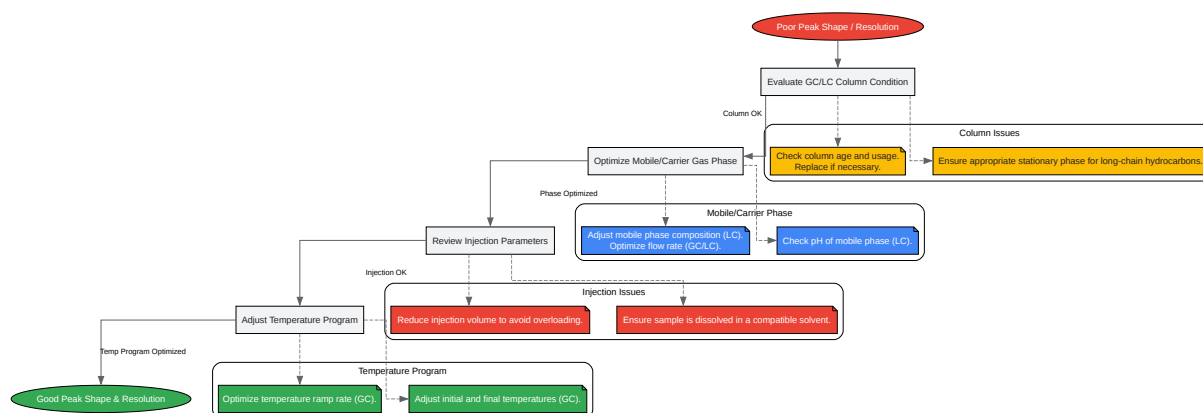 Poor Peak Shape / Resolution
Evaluate GC/LC Column Condition
Column OK
Column Issues
Check column age and usage.
Replace if necessary.
Ensure appropriate stationary phase for long-chain hydrocarbons.
Optimize Mobile/Carrier Gas Phase
Phase Optimized
Mobile/Carrier Phase
Adjust mobile phase composition (LC).
Optimize flow rate (GC/LC).
Check pH of mobile phase (LC).
Review Injection Parameters
Injection OK
Injection Issues
Reduce injection volume to avoid overloading.
Ensure sample is dissolved in a compatible solvent.
Adjust Temperature Program
Temp Program Optimized
Temperature Program
Optimize temperature ramp rate (GC).
Adjust initial and final temperatures (GC).
Good Peak Shape & Resolution